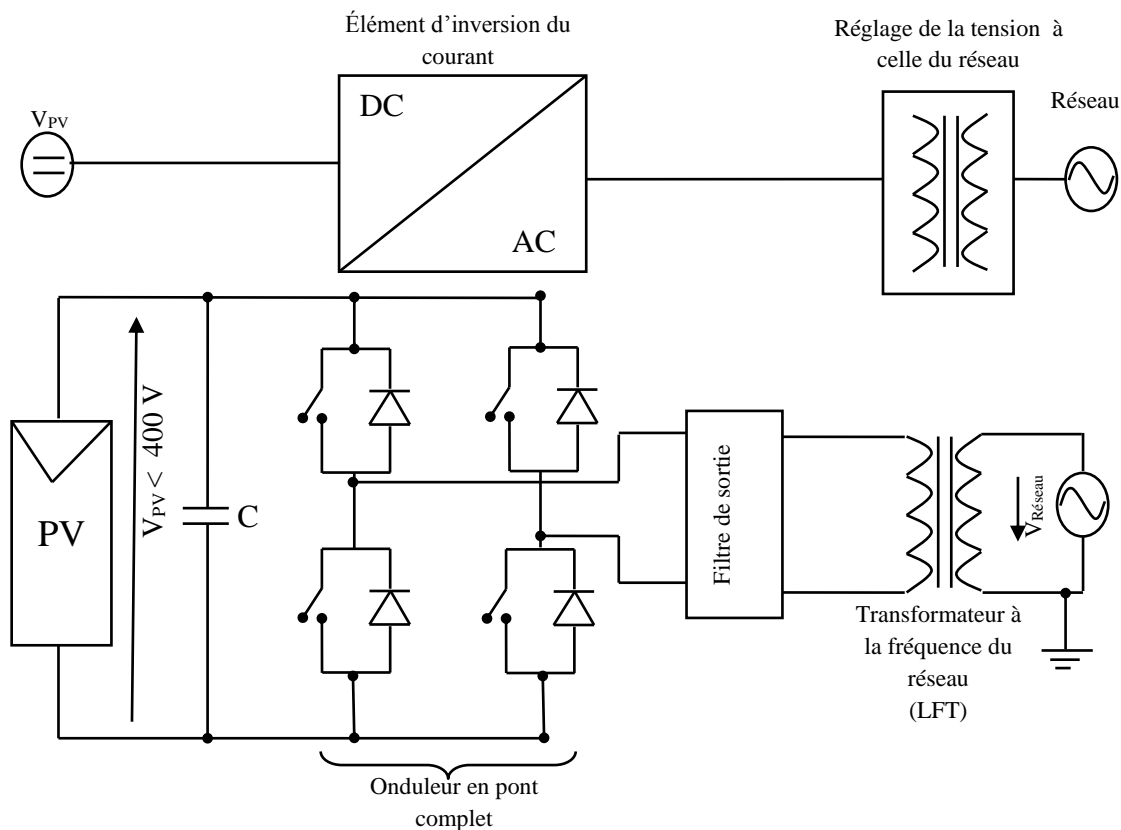 Élément d’inversion du
courant
Réglage de la tension à
celle du réseau
Réseau
VPV
DC
AC
PV
VPV < 400 V
C
Filtre de sortie
VRéseau
Transformateur à
la fréquence du
réseau
(LFT)
Onduleur en pont
complet